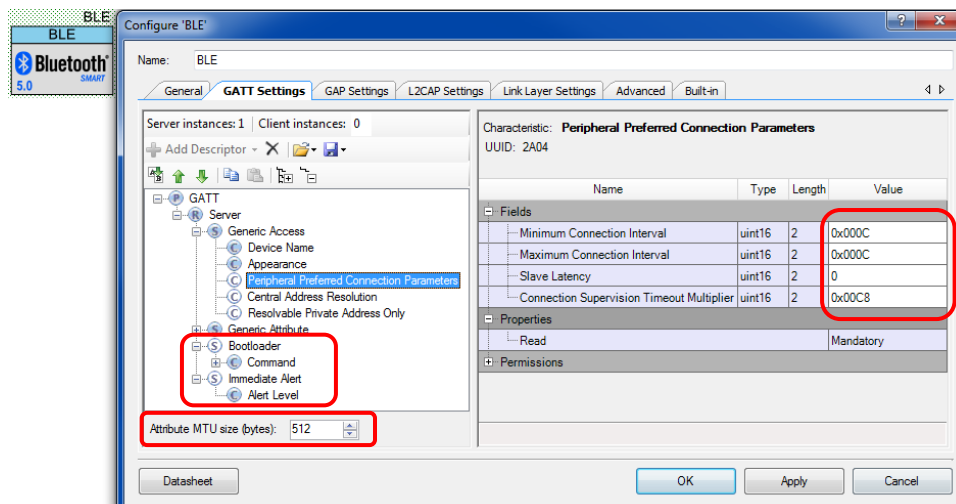 BLE
BLE
Bluetooth®
SMART
5.0
Configure 'BLE'
?
Name: BLE
General GATT Settings GAP Settings L2CAP Settings Link Layer Settings Advanced Built-in
Server instances: 1 Client instances: 0
Add Descriptor
GATT
Server
Generic Access
Device Name
Appearance
Peripheral Preferred Connection Parameters
Central Address Resolution
Resolvable Private Address Only
Generic Attribute
Bootloader
Command
Immediate Alert
Alert Level
Attribute MTU size (bytes): 512
Characteristic: Peripheral Preferred Connection Parameters
UUID: 2A04
Name Type Length Value
Fields
Minimum Connection Interval uint16 2 0x000C
Maximum Connection Interval uint16 2 0x000C
Slave Latency uint16 2 0
Connection Supervision Timeout Multiplier uint16 2 0x00C8
Properties
Read Mandatory
Permissions
Datasheet OK Apply Cancel